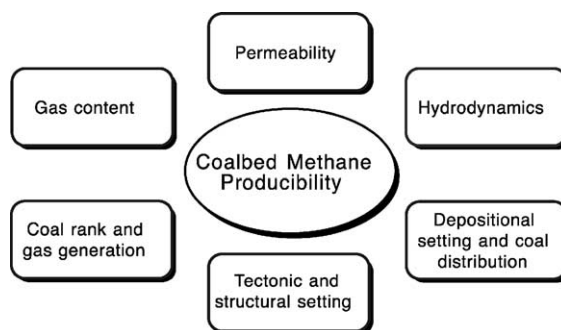 Permeability
Gas content
Hydrodynamics
Coalbed Methane
Producibility
Coal rank and
gas generation
Depositional
setting and coal
distribution
Tectonic and
structural setting